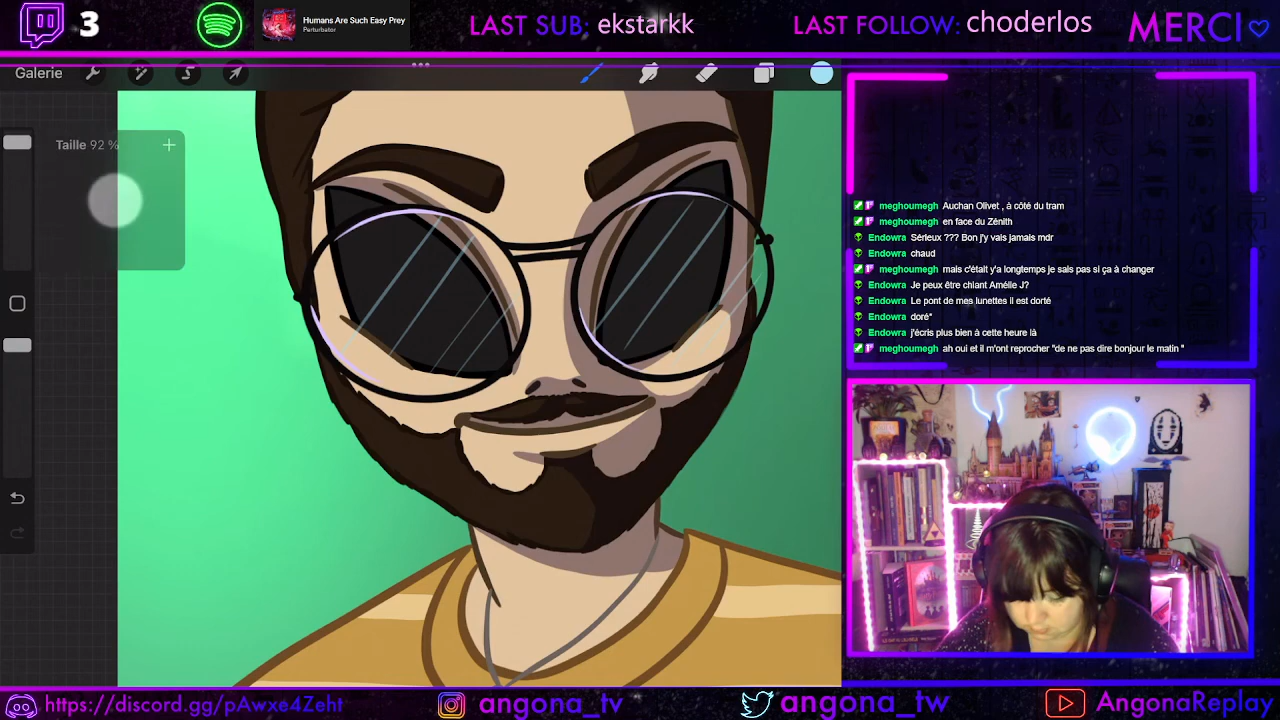 3
Humans Are Such Easy Prey
Perturbator
LAST SUB: ekstarkk
LAST FOLLOW: choderlos
MERCI
Galerie
Taille 92 %
meghoumegh Auchan Olivet , à côté du tram
meghoumegh en face du Zénith
Endowra Sérieux ??? Bon j'y vais jamais mdr
Endowra chaud
meghoumegh mais c'était y'a longtemps je sais pas si ça à changer
Endowra Je peux être chiant Amélie J?
Endowra Le pont de mes lunettes il est dorté
Endowra doré*
Endowra j'écris plus bien à cette heure là
meghoumegh ah oui et il m'ont reprocher "de ne pas dire bonjour le matin "
https://discord.gg/pAwxe4Zeht
angona_tv
angona_tw
AngonaReplay